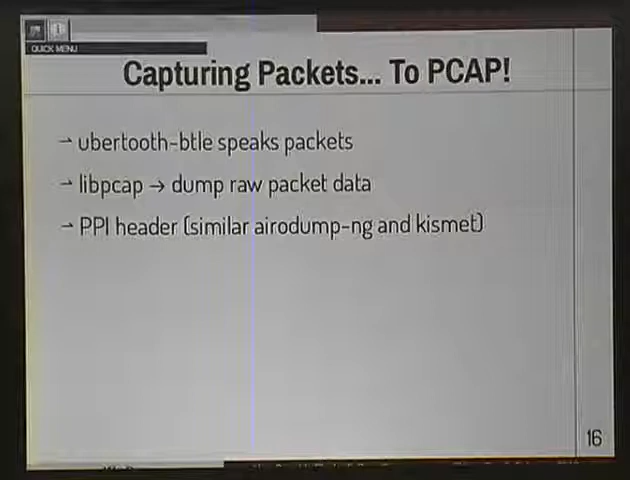 QUICK MENU
Capturing Packets... To PCAP!
→ ubertooth-btle speaks packets
→ libpcap → dump raw packet data
→ PPI header (similar airodump-ng and kismet)
16